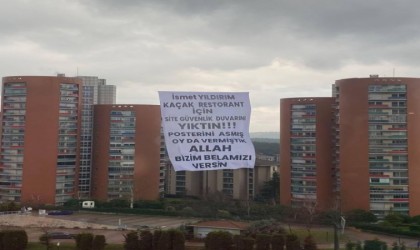 ismet YILDIRIM
KAÇAK RESTORANT
İÇİN
SİTE GÜVENLİK DUVARINI
YIKTIN!!!
POSTERİNİ ASMIŞ
OY DA VERMİŞTİK
ALLAH
BİZİM BELAMIZI
VERSİN